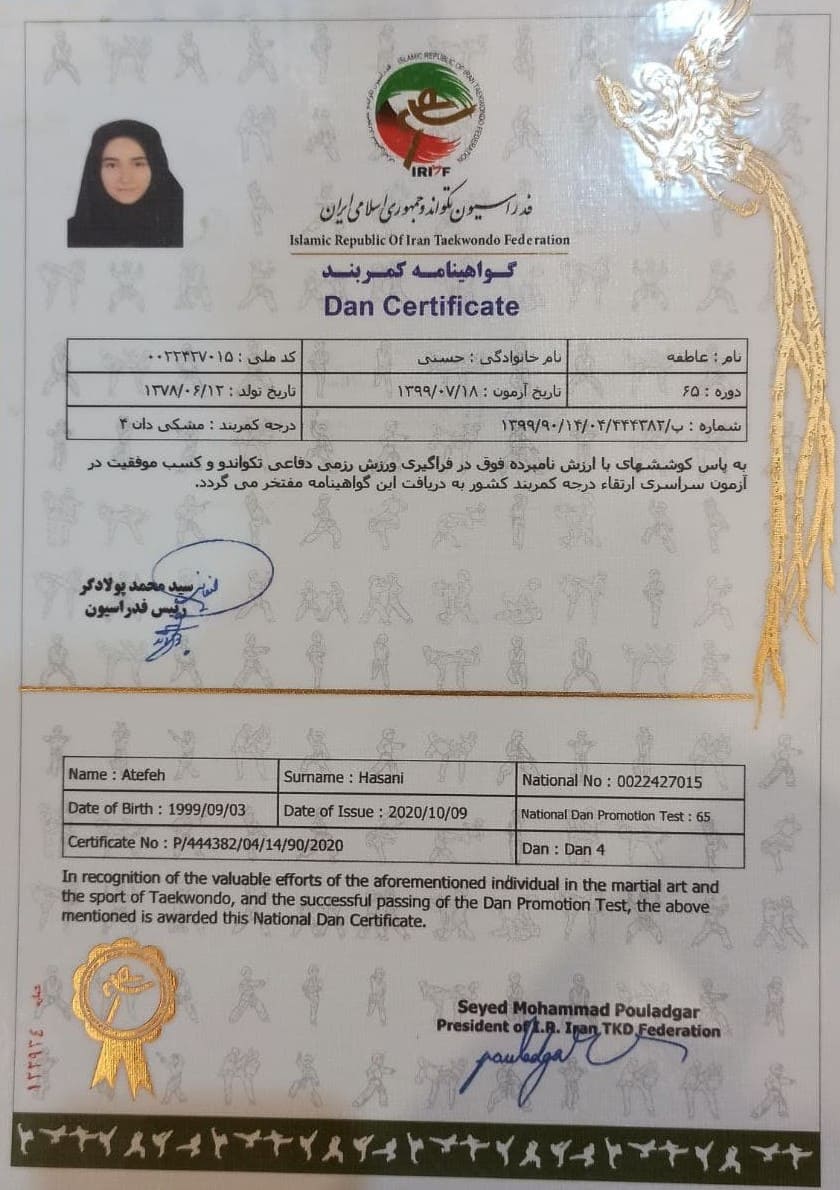 ISLAMIC REPUBLIC OF IRAN TAEKWONDO FEDERATION
IRITF
فدراسیون تکواندو جمهوری اسلامی ایران
Islamic Republic Of Iran Taekwondo Federation
گواهینامه کمربند
Dan Certificate
نام : عاطفه نام خانوادگی : حسنی کد ملی : ۰۰۲۲۴۲۷۰۱۵
دوره : ۶۵ تاریخ آزمون : ۱۳۹۹/۰۷/۱۸ تاریخ تولد : ۱۳۷۸/۰۶/۱۲
شماره : پ/۱۳۹۹/۹۰/۱۴/۰۴/۴۴۴۳۸۲ درجه کمربند : مشکی دان ۴
به پاس کوششهای با ارزش نامبرده فوق در فراگیری ورزش رزمی دفاعی تکواندو و کسب موفقیت در
آزمون سراسری ارتقاء درجه کمربند کشور به دریافت این گواهینامه مفتخر می گردد.
سید محمد پولادگر
رئیس فدراسیون
Name : Atefeh Surname : Hasani National No : 0022427015
Date of Birth : 1999/09/03 Date of Issue : 2020/10/09 National Dan Promotion Test : 65
Certificate No : P/444382/04/14/90/2020 Dan : Dan 4
In recognition of the valuable efforts of the aforementioned individual in the martial art and
the sport of Taekwondo, and the successful passing of the Dan Promotion Test, the above
mentioned is awarded this National Dan Certificate.
شماره ۱۲۲۹۲۴
Seyed Mohammad Pouladgar
President of I.R. Iran TKD Federation
pouladgar